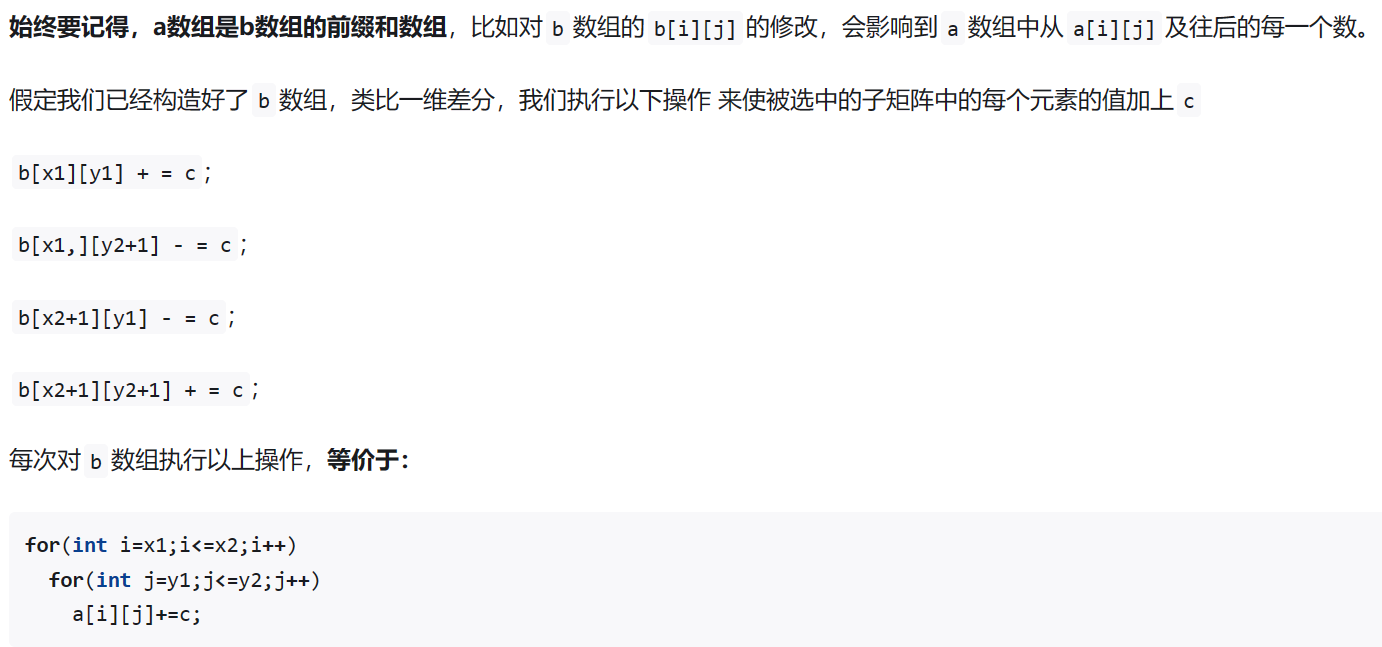 始终要记得，a数组是b数组的前缀和数组，比如对 b 数组的 b[i][j] 的修改，会影响到 a 数组中从 a[i][j] 及往后的每一个数。
假定我们已经构造好了 b 数组，类比一维差分，我们执行以下操作 来使被选中的子矩阵中的每个元素的值加上 c
b[x1][y1] + = c；
b[x1,][y2+1] - = c；
b[x2+1][y1] - = c；
b[x2+1][y2+1] + = c；
每次对 b 数组执行以上操作，等价于：
for(int i=x1;i<=x2;i++)
for(int j=y1;j<=y2;j++)
a[i][j]+=c;